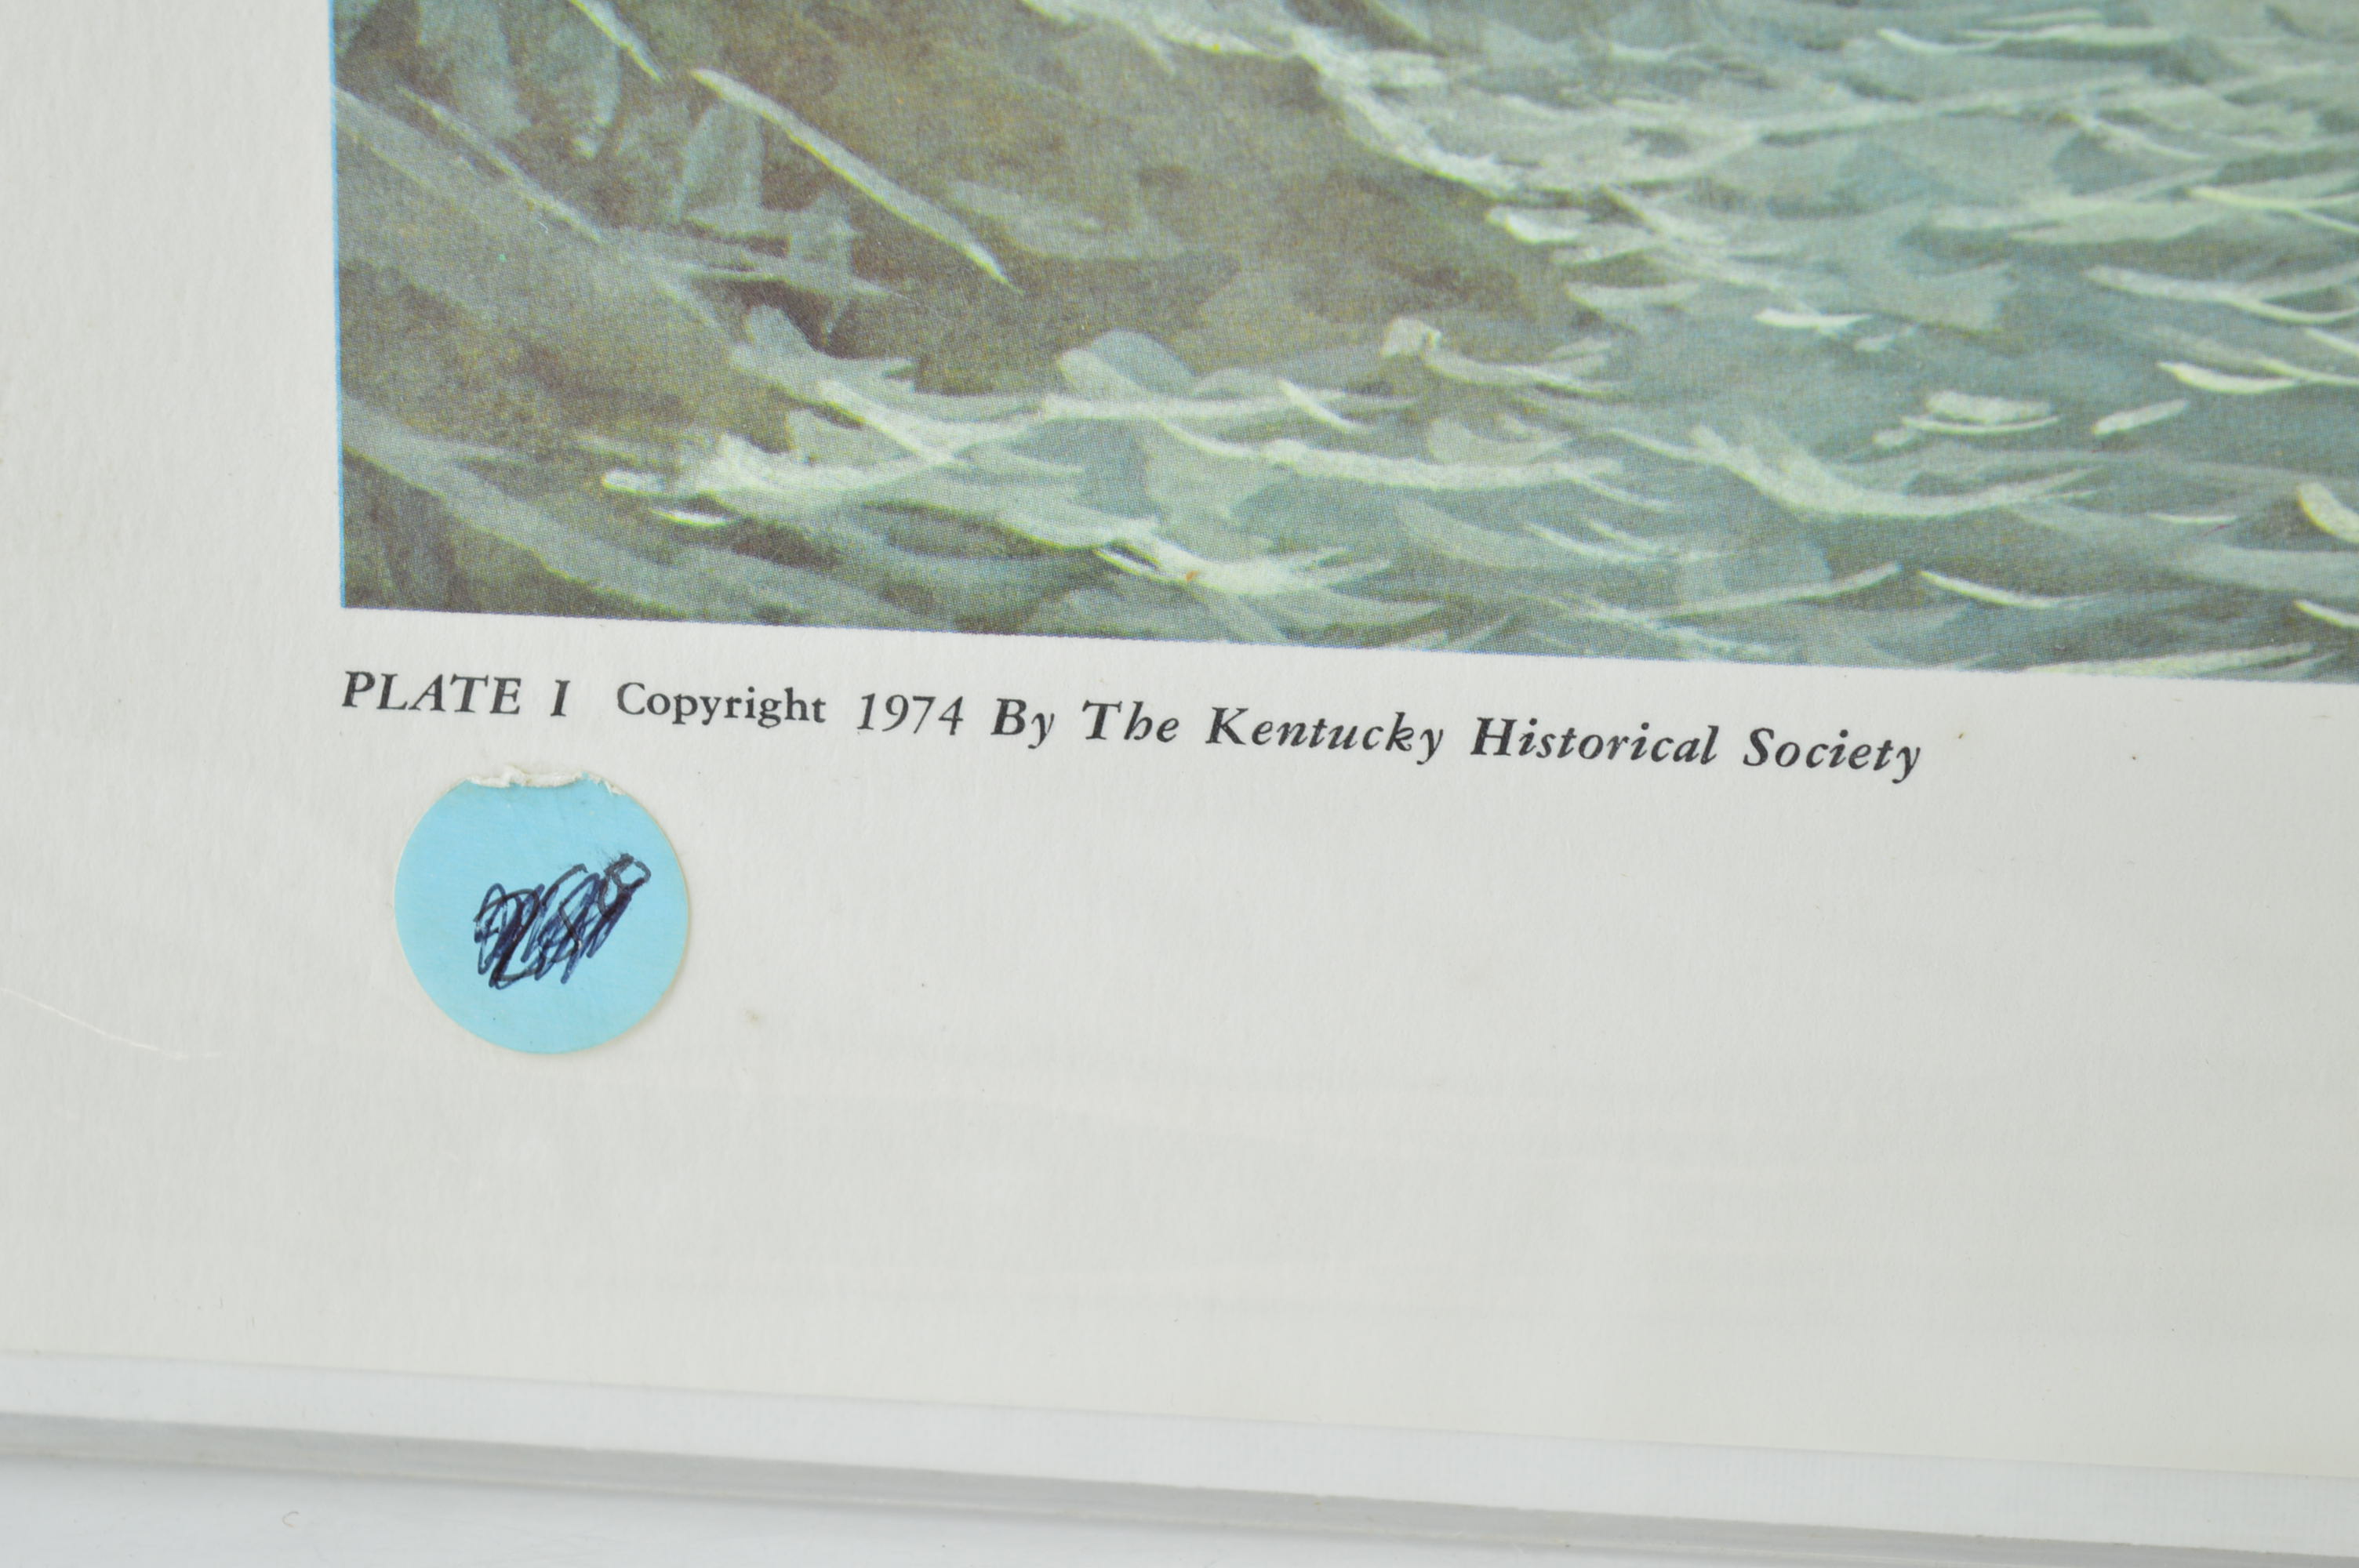 PLATE I Copyright 1974 By The Kentucky Historical Society